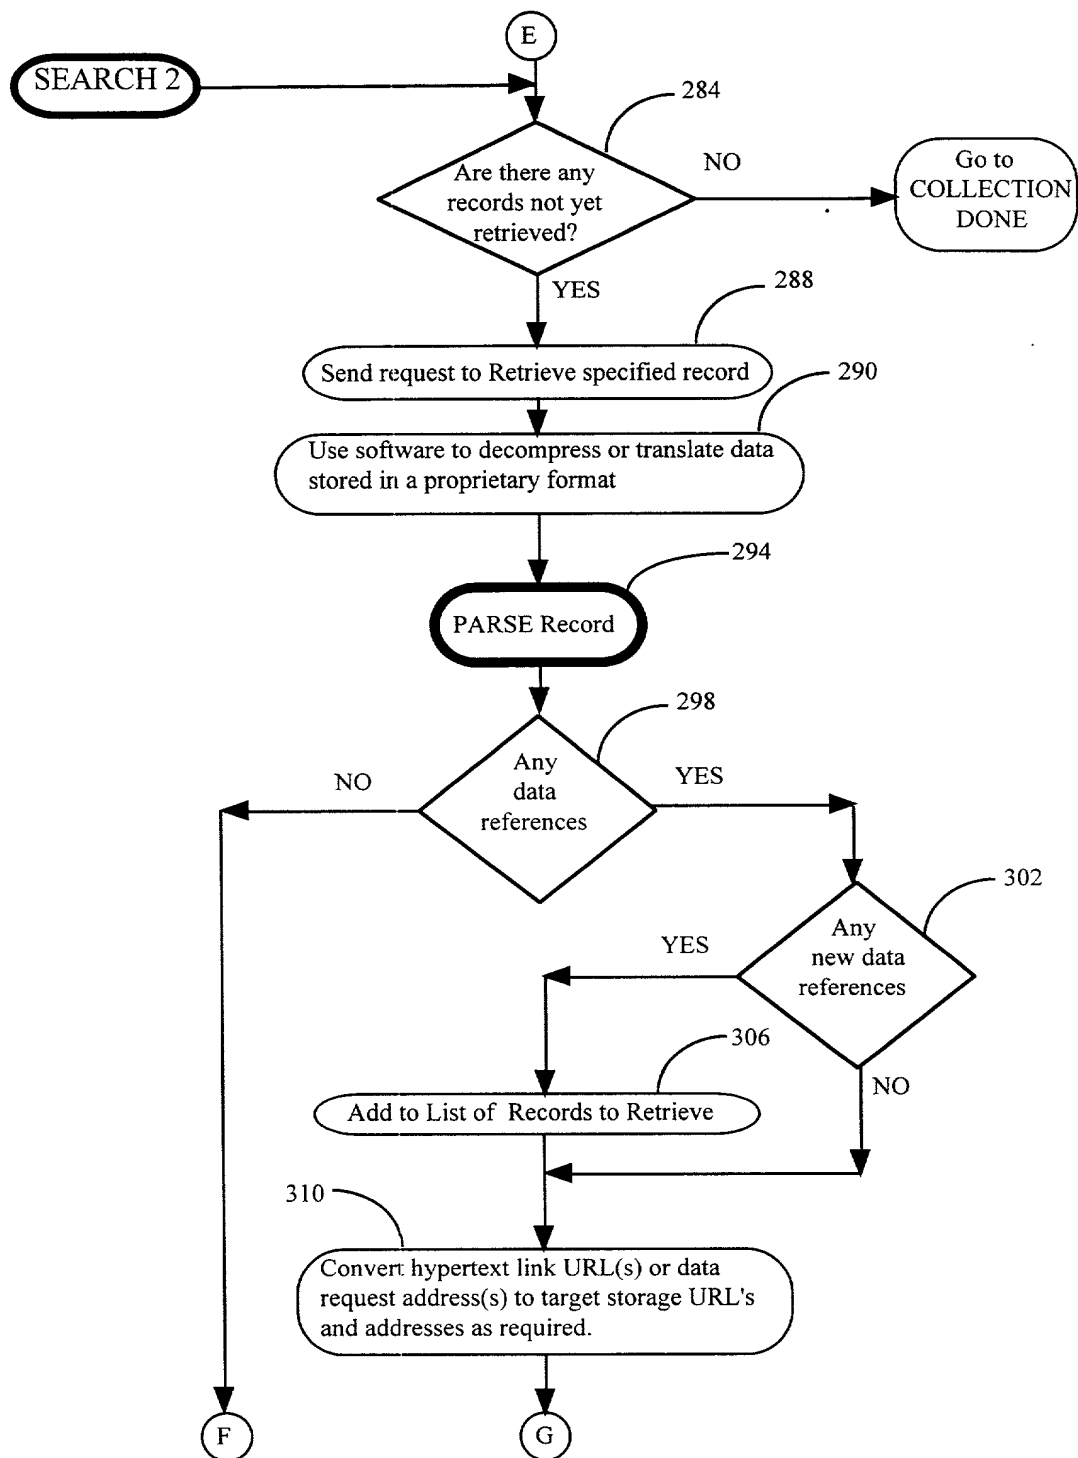 E
SEARCH 2
284
Are there any
records not yet
retrieved?
NO
Go to
COLLECTION
DONE
YES
288
Send request to Retrieve specified record
290
Use software to decompress or translate data
stored in a proprietary format
294
PARSE Record
298
Any
data
references
NO
YES
302
Any
new data
references
YES
NO
306
Add to List of Records to Retrieve
310
Convert hypertext link URL(s) or data
request address(s) to target storage URL's
and addresses as required.
F
G